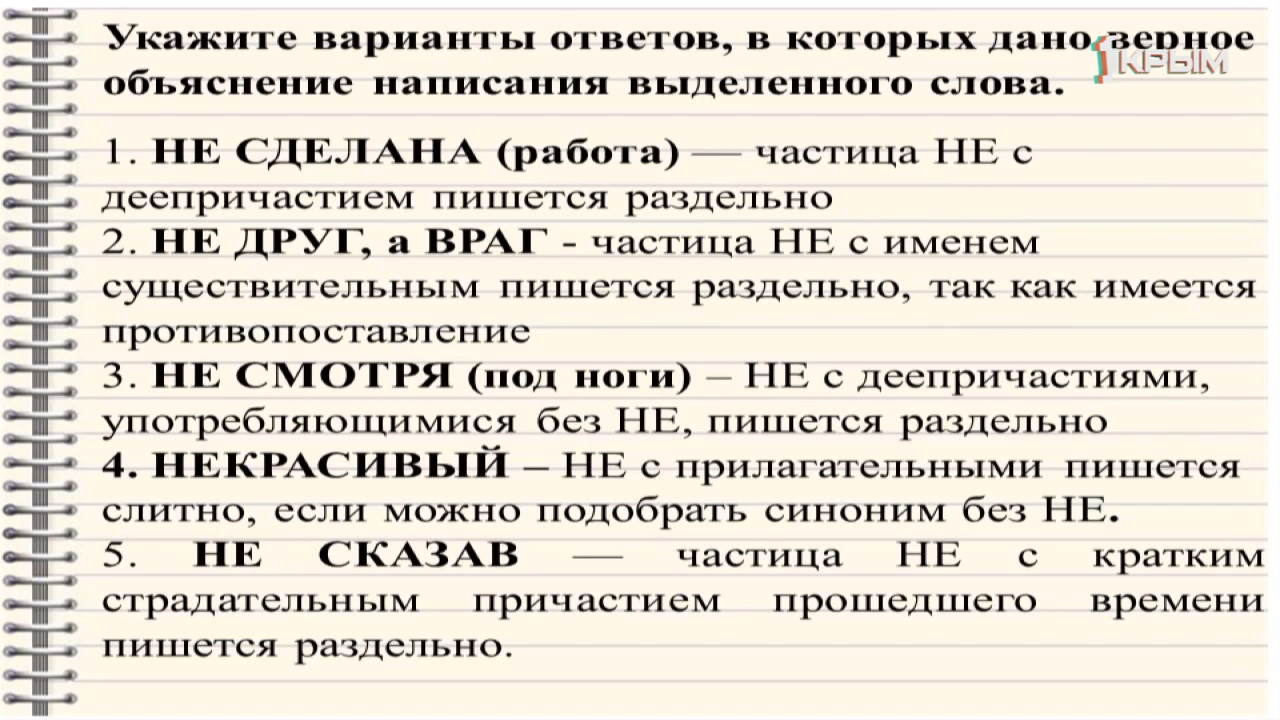 Укажите варианты ответов, в которых дано верное
объяснение написания выделенного слова.
КРЫМ
1. НЕ СДЕЛАНА (работа) — частица НЕ с
деепричастием пишется раздельно
2. НЕ ДРУГ, а ВРАГ - частица НЕ с именем
существительным пишется раздельно, так как имеется
противопоставление
3. НЕ СМОТРЯ (под ноги) – НЕ с деепричастиями,
употребляющимися без НЕ, пишется раздельно
4. НЕКРАСИВЫЙ – НЕ с прилагательными пишется
слитно, если можно подобрать синоним без НЕ.
5. НЕ СКАЗАВ — частица НЕ с кратким
страдательным причастием прошедшего времени
пишется раздельно.